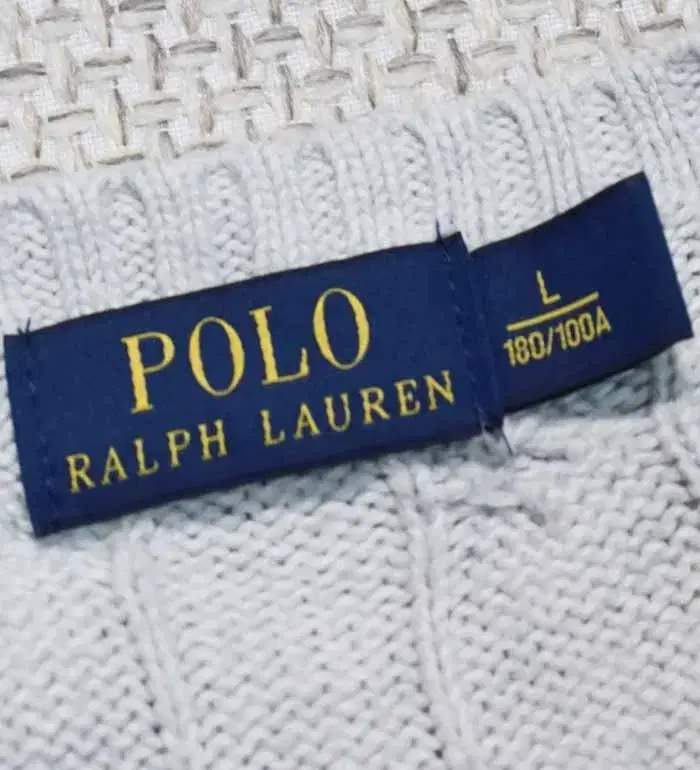 POLO
RALPH LAUREN
L
180/100A